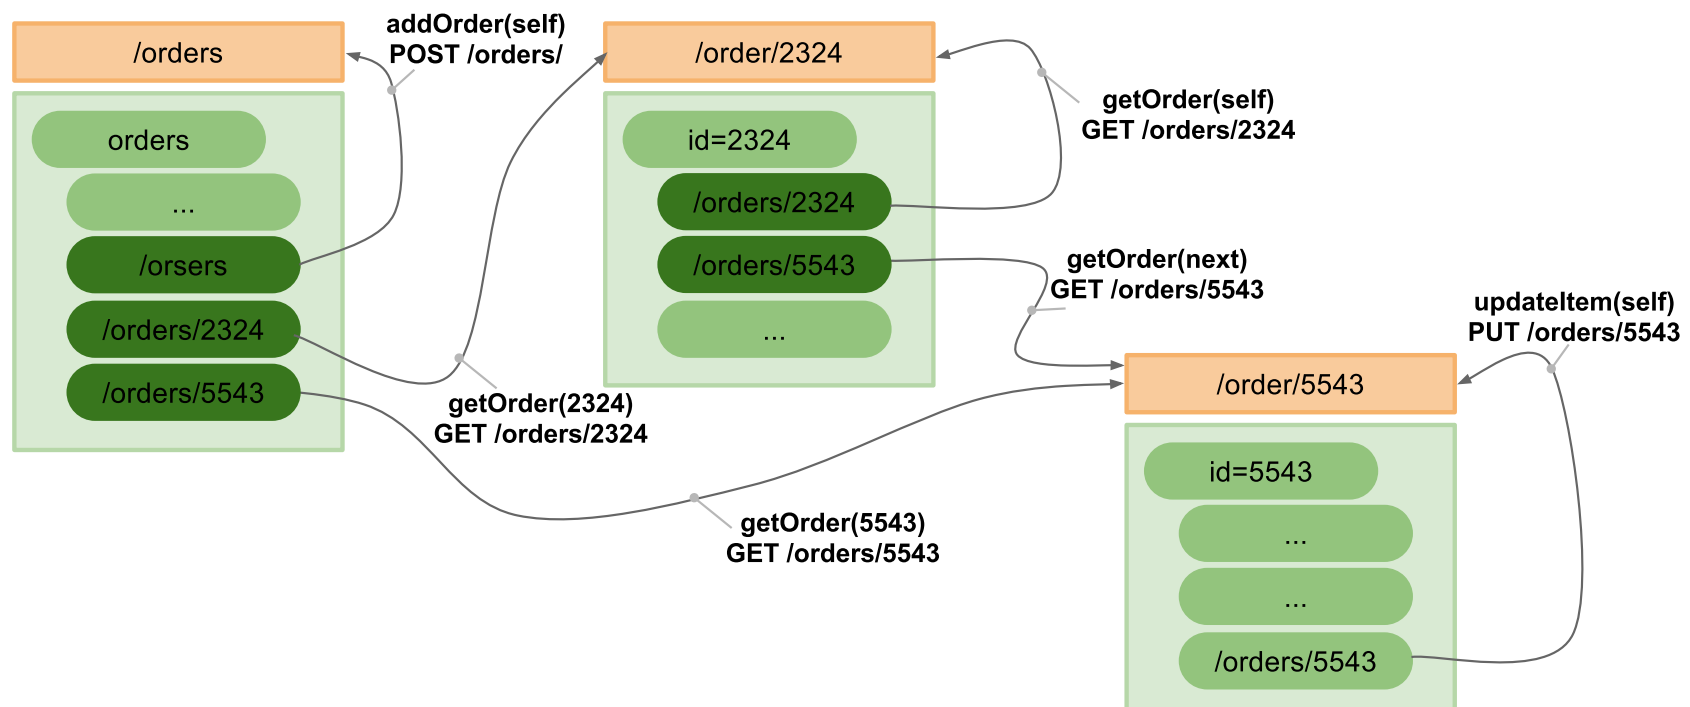 /orders
addOrder(self)
POST /orders/
orders
...
/orsers
/orders/2324
/orders/5543
getOrder(2324)
GET /orders/2324
getOrder(5543)
GET /orders/5543
/order/2324
id=2324
/orders/2324
/orders/5543
...
getOrder(self)
GET /orders/2324
getOrder(next)
GET /orders/5543
/order/5543
id=5543
...
...
/orders/5543
updateItem(self)
PUT /orders/5543